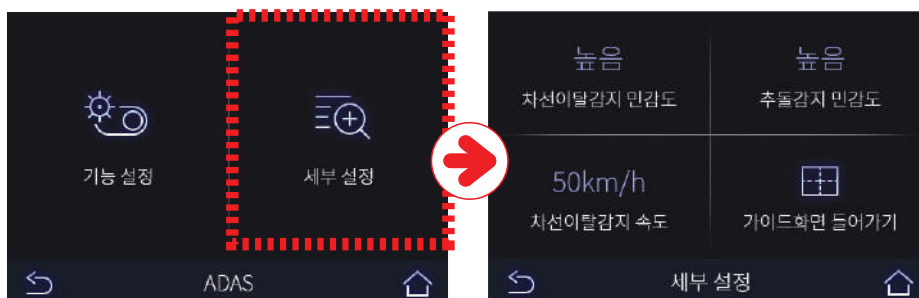 기능 설정
세부 설정
ADAS
높음
차선이탈감지 민감도
높음
추돌감지 민감도
50km/h
차선이탈감지 속도
가이드화면 들어가기
세부 설정